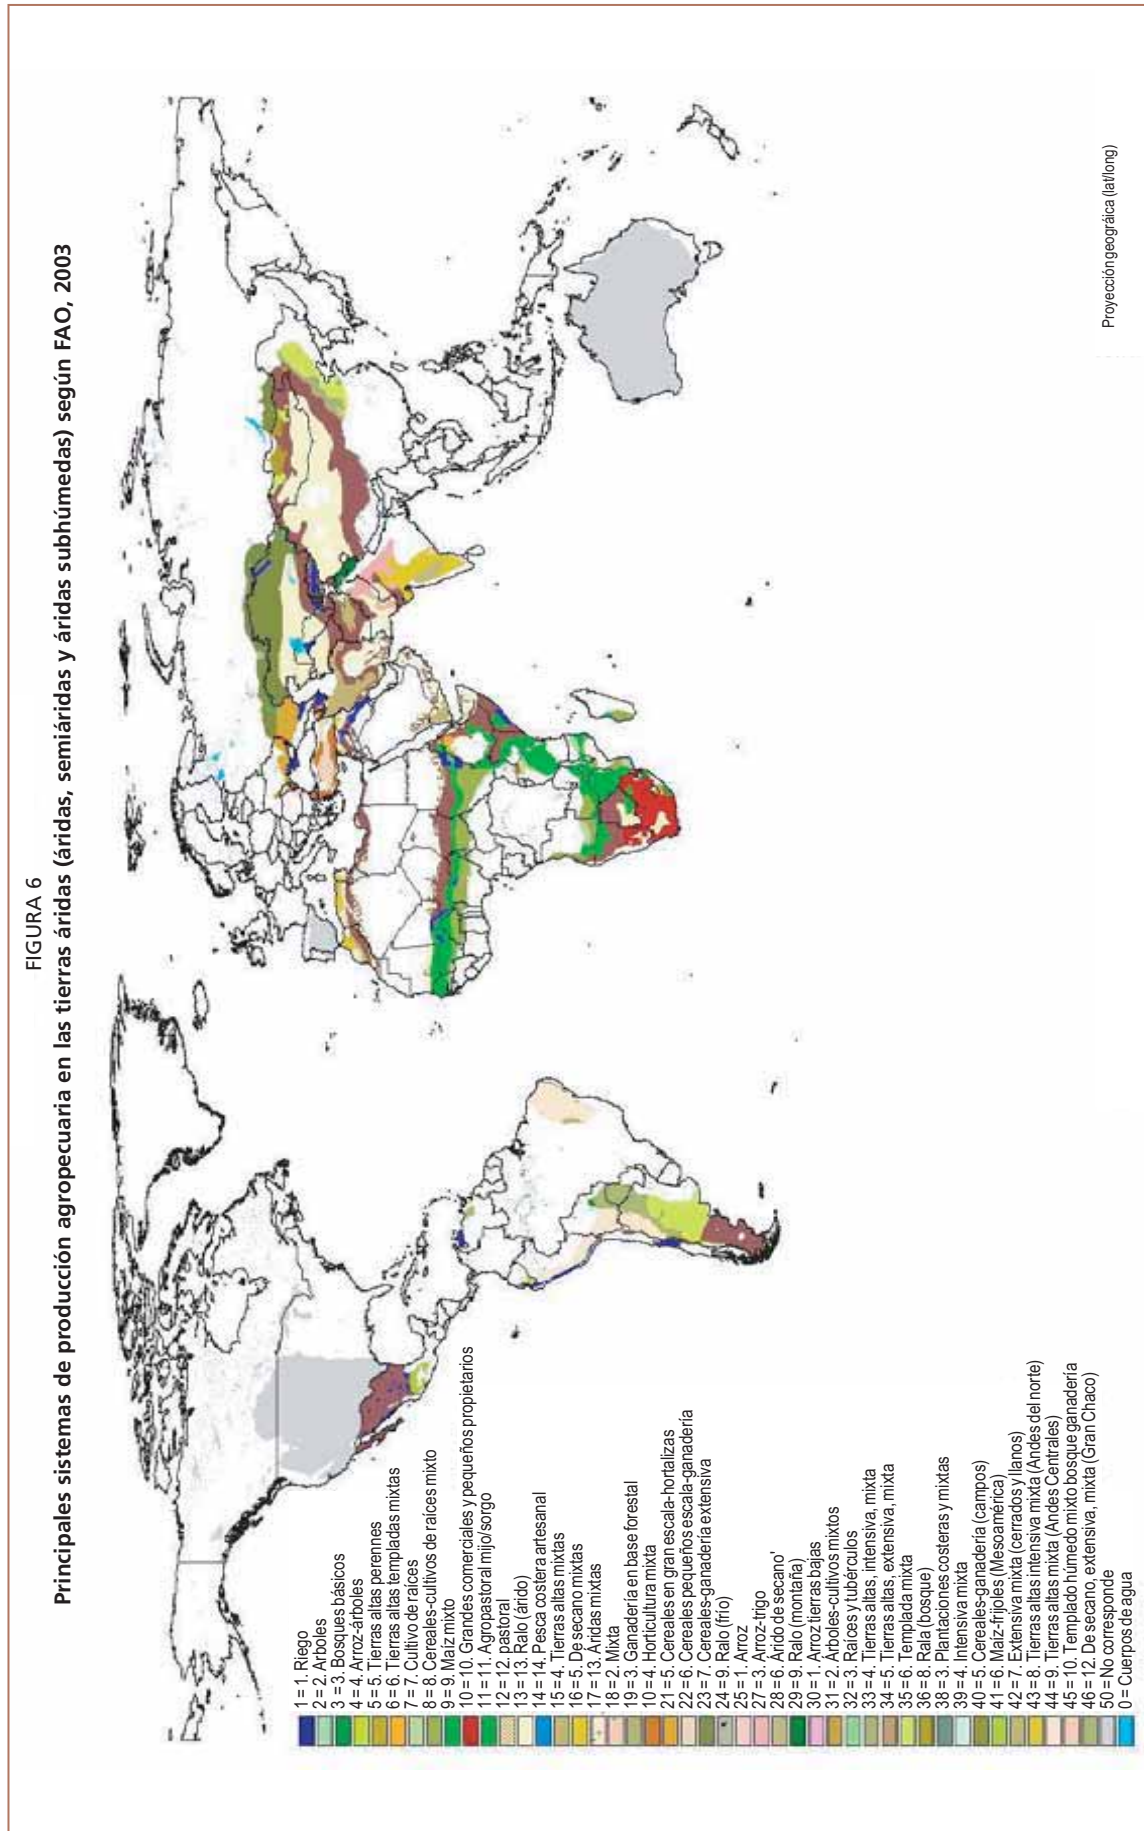 FIGURA 6
Principales sistemas de producción agropecuaria en las tierras áridas (áridas, semiáridas y áridas subhúmedas) según FAO, 2003
1 = 1. Riego
2 = 2. Arboles
3 = 3. Bosques básicos
4 = 4. Arroz-árboles
5 = 5. Tierras altas perennes
6 = 6. Tierras altas templadas mixtas
7 = 7. Cultivo de raíces
8 = 8. Cereales-cultivos de raíces mixto
9 = 9. Maíz mixto
10 = 10. Grandes comerciales y pequeños propietarios
11 = 11. Agropastoral mijo/sorgo
12 = 12. pastoral
13 = 13. Ralo (árido)
14 = 14. Pesca costera artesanal
15 = 4. Tierras altas mixtas
16 = 5. De secano mixtas
17 = 13. Aridas mixtas
18 = 2. Mixta
19 = 3. Ganadería en base forestal
10 = 4. Horticultura mixta
21 = 5. Cereales en gran escala-hortalizas
22 = 6. Cereales pequeños escala-ganadería
23 = 7. Cereales-ganadería extensiva
24 = 9. Ralo (frío)
25 = 1. Arroz
27 = 3. Arroz-trigo
28 = 6. Árido de secano'
29 = 9. Ralo (montaña)
30 = 1. Arroz tierras bajas
31 = 2. Árboles-cultivos mixtos
32 = 3. Raíces y tubérculos
33 = 4. Tierras altas, intensiva, mixta
34 = 5. Tierras altas, extensiva, mixta
35 = 6. Templada mixta
36 = 8. Rala (bosque)
38 = 3. Plantaciones costeras y mixtas
39 = 4. Intensiva mixta
40 = 5. Cereales-ganadería (campos)
41 = 6. Maíz-frijoles (Mesoamérica)
42 = 7. Extensiva mixta (cerrados y llanos)
43 = 8. Tierras altas intensiva mixta (Andes del norte)
44 = 9. Tierras altas mixta (Andes Centrales)
45 = 10. Templado húmedo mixto bosque ganadería
46 = 12. De secano, extensiva, mixta (Gran Chaco)
50 = No corresponde
0 = Cuerpos de agua
Proyección geográica (lat/long)